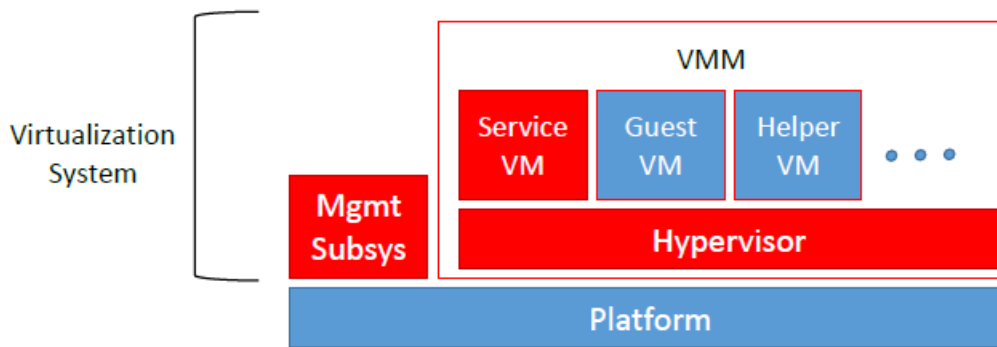 Virtualization
System
Mgmt
Subsys
VMM
Service
VM
Guest
VM
Helper
VM
Hypervisor
Platform